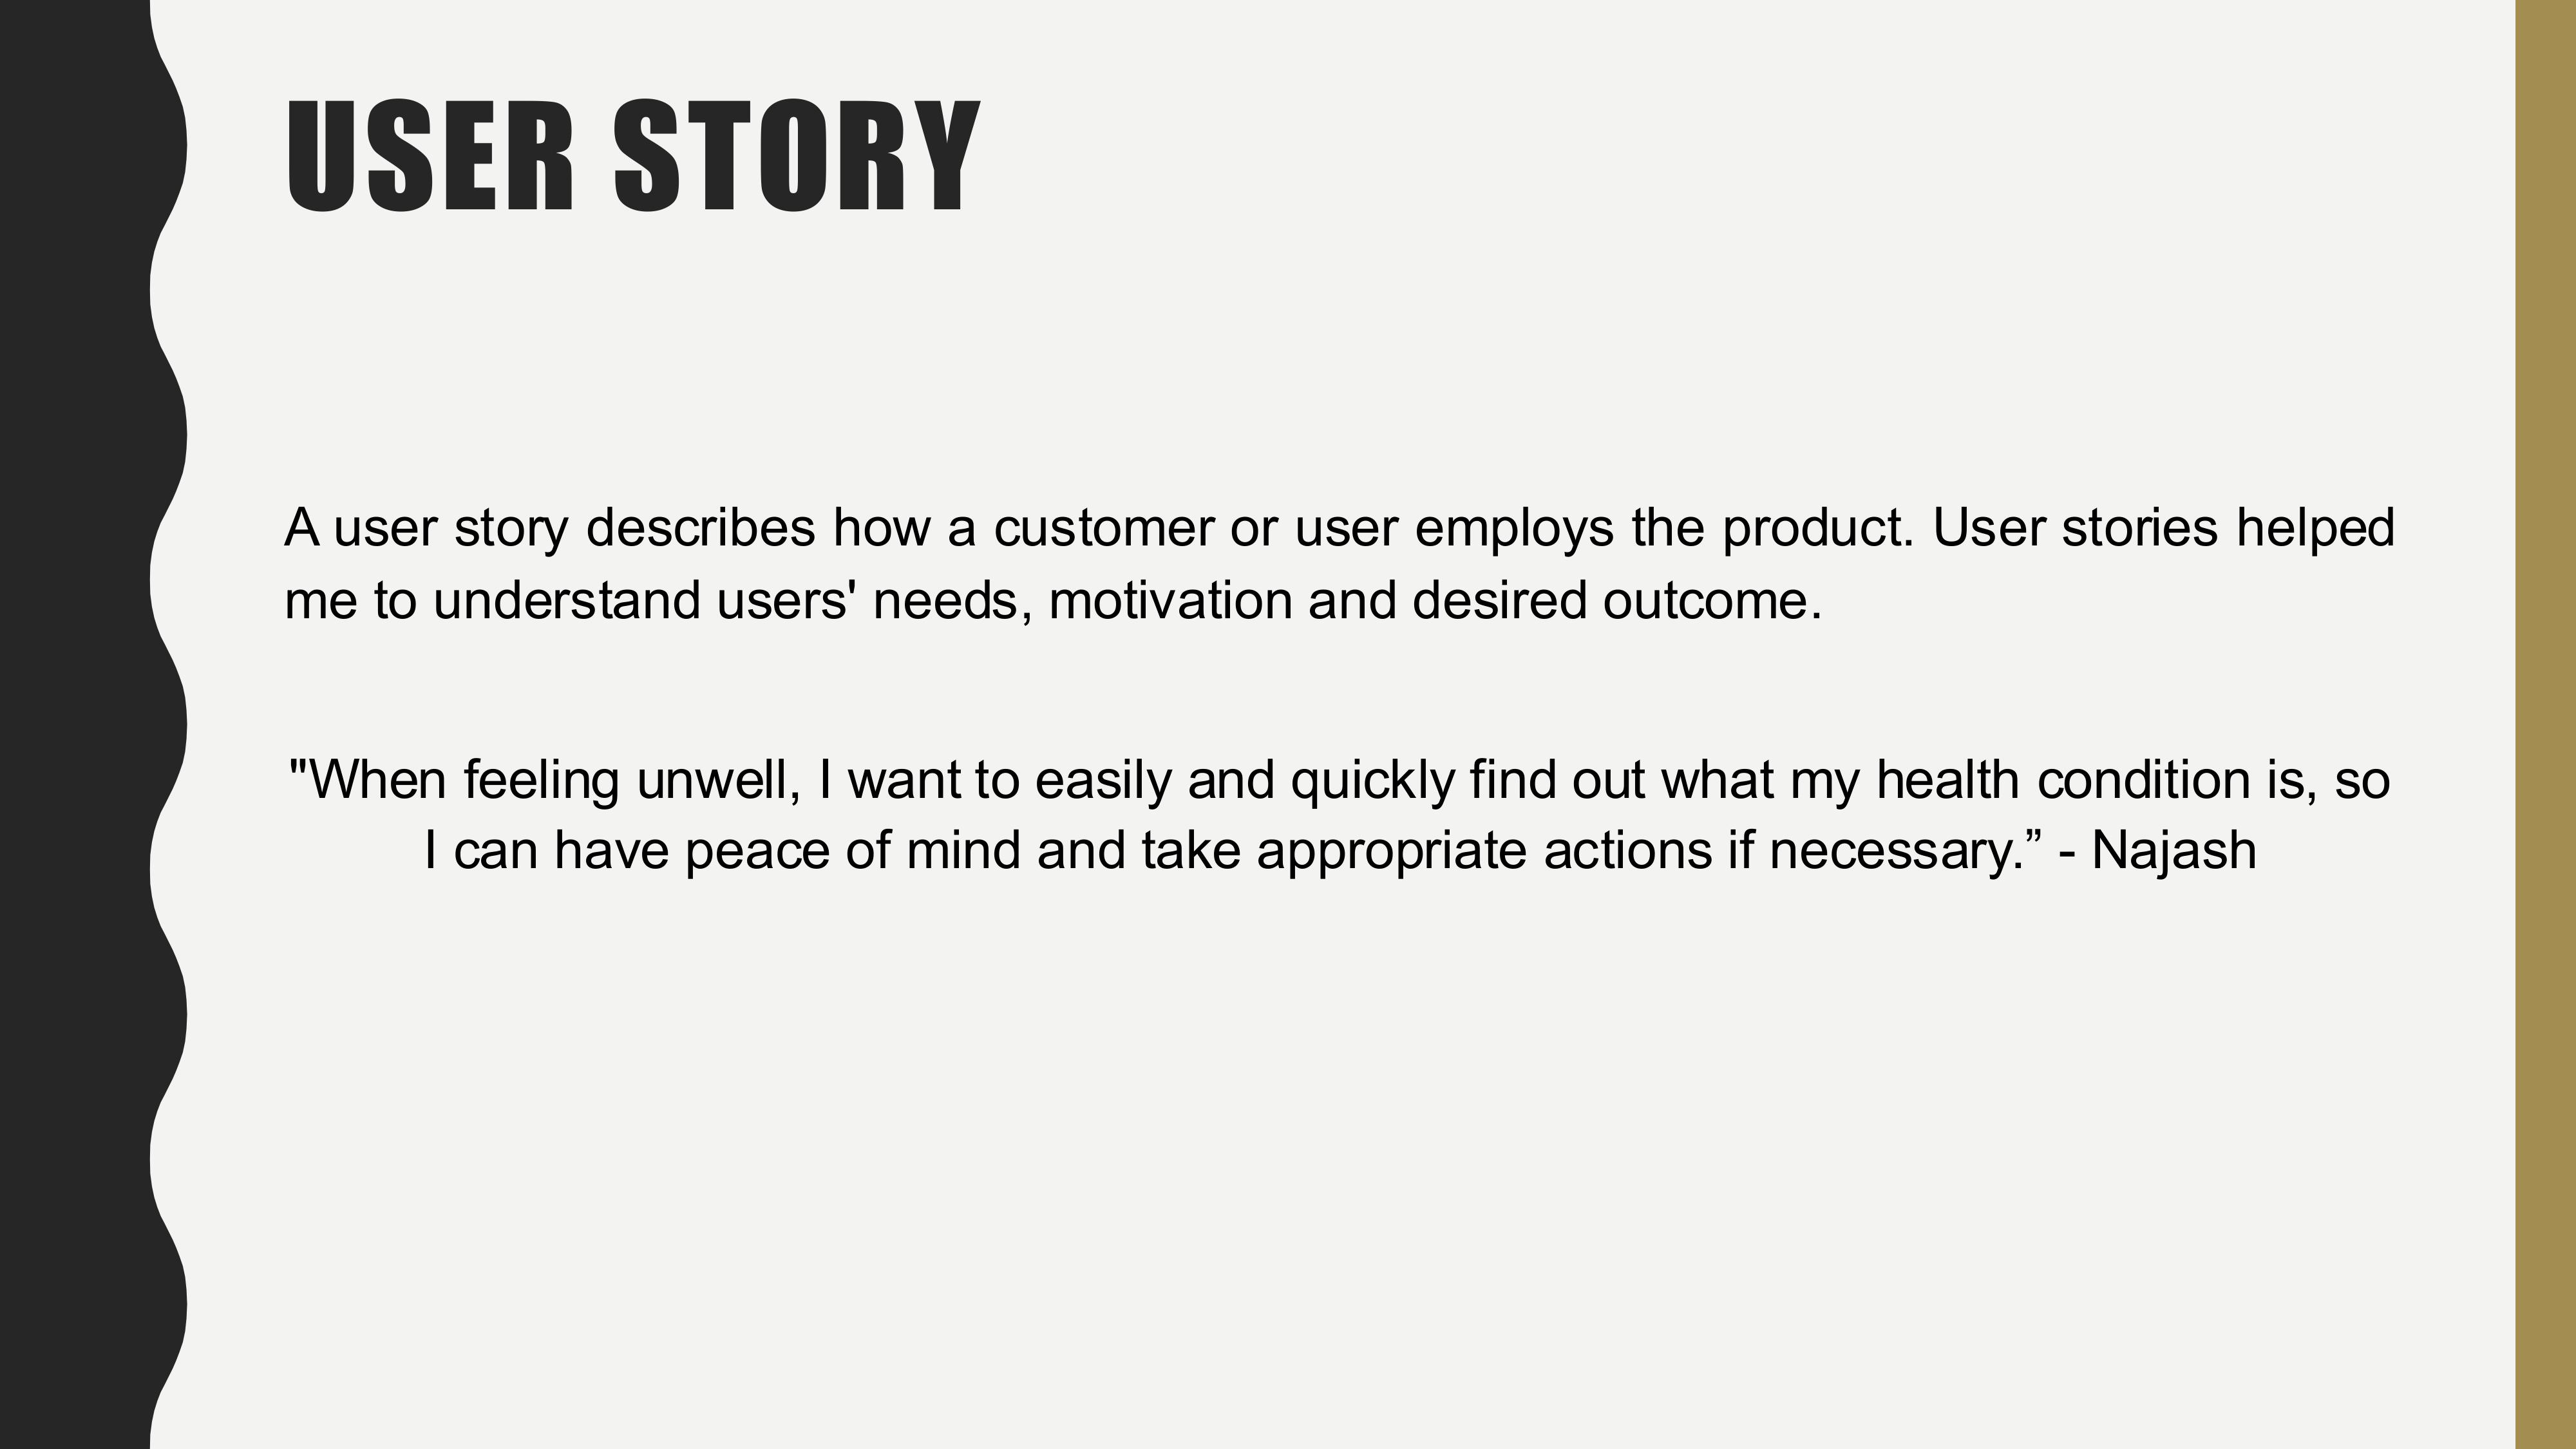 USER STORY
A user story describes how a customer or user employs the product. User stories helped
me to understand users' needs, motivation and desired outcome.
"When feeling unwell, I want to easily and quickly find out what my health condition is, so
I can have peace of mind and take appropriate actions if necessary.” - Najash